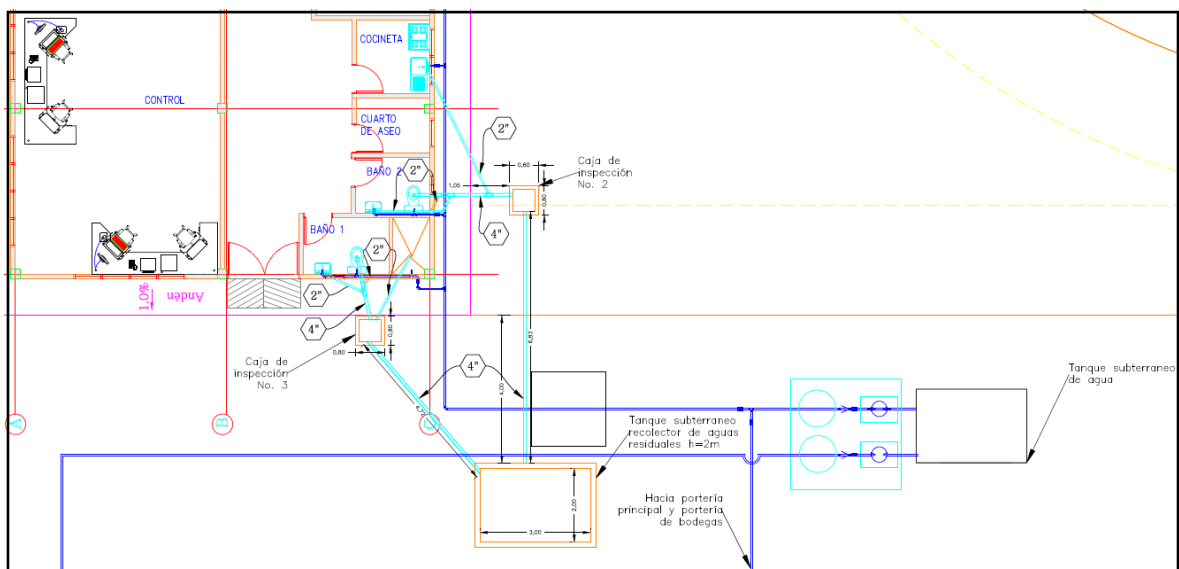 COCINETA
CONTROL
CUARTO
DE ASEO
2"
0,80
Caja de
inspección
No. 2
BAÑO 2
2"
1,05
0,80
2"
4"
BAÑO 1
2"
1.0%
Andén
2"
4"
0,80
0,80
6,83
4,00
Caja de
inspección
No. 3
4"
Tanque subterraneo
de agua
A
B
C
Tanque subterraneo
recolector de aguas
residuales h=2m
2,00
3,00
Hacia portería
principal y portería
de bodegas